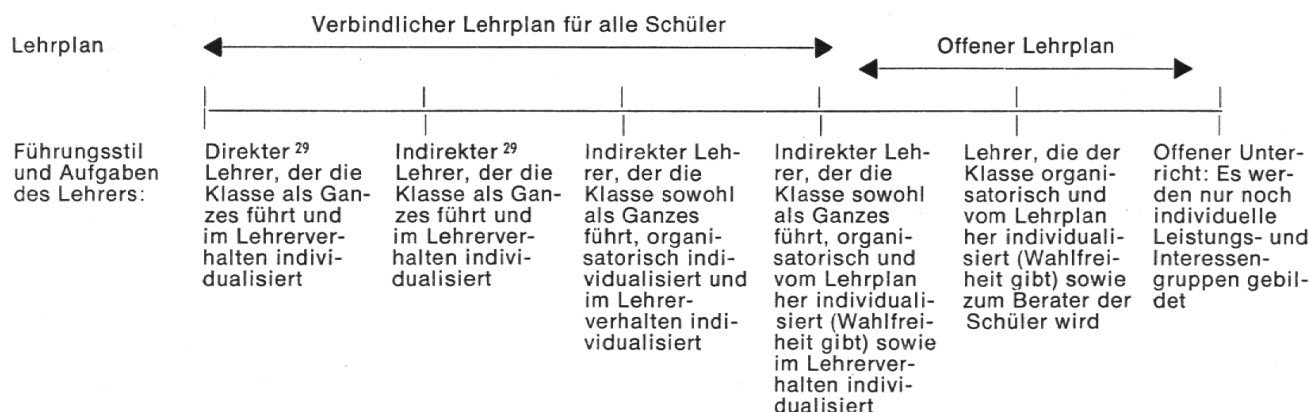 Verbindlicher Lehrplan für alle Schüler
Lehrplan
Offener Lehrplan
Führungsstil
und Aufgaben
des Lehrers:
Direkter 29
Lehrer, der die
Klasse als Gan-
zes führt und
im Lehrerver-
halten indivi-
dualisiert
Indirekter 29
Lehrer, der die
Klasse als Gan-
zes führt und
im Lehrerver-
halten indivi-
dualisiert
Indirekter Leh-
rer, der die
Klasse sowohl
als Ganzes
führt, organi-
satorisch indi-
vidualisiert und
im Lehrer-
verhalten indi-
vidualisiert
Indirekter Leh-
rer, der die
Klasse sowohl
als Ganzes
führt, organi-
satorisch und
vom Lehrplan
her individuali-
siert (Wahlfrei-
heit gibt) sowie
im Lehrerver-
halten indivi-
dualisiert
Lehrer, die der
Klasse organi-
satorisch und
vom Lehrplan
her individuali-
siert (Wahlfrei-
heit gibt) sowie
zum Berater der
Schüler wird
Offener Unter-
richt: Es wer-
den nur noch
individuelle
Leistungs- und
Interessen-
gruppen gebil-
det